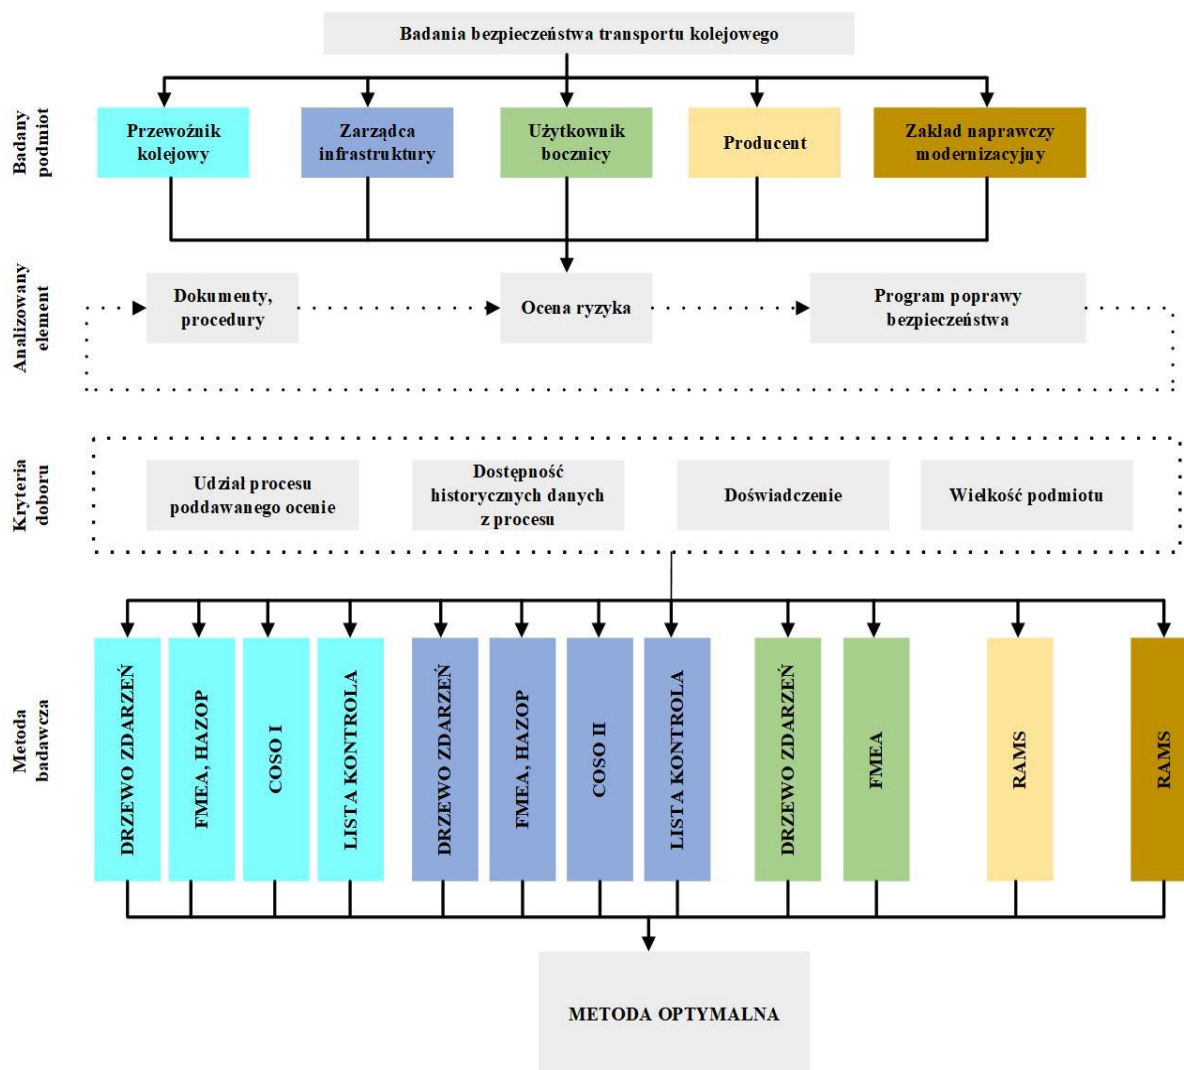 Badania bezpieczeństwa transportu kolejowego
Badany
podmiot
Przewoźnik
kolejowy
Zarządca
infrastruktury
Użytkownik
bocznicy
Producent
Zakład naprawczy
modernizacyjny
Analizowany
element
Dokumenty,
procedury
Ocena ryzyka
Program poprawy
bezpieczeństwa
Kryteria
doboru
Udział procesu
poddawanego ocenie
Dostępność
historycznych danych
z procesu
Doświadczenie
Wielkość podmiotu
Metoda
badawcza
DRZEWO ZDARZEŃ
FMEA, HAZOP
COSO I
LISTA KONTROLA
DRZEWO ZDARZEŃ
FMEA, HAZOP
COSO II
LISTA KONTROLA
DRZEWO ZDARZEŃ
FMEA
RAMS
RAMS
METODA OPTYMALNA